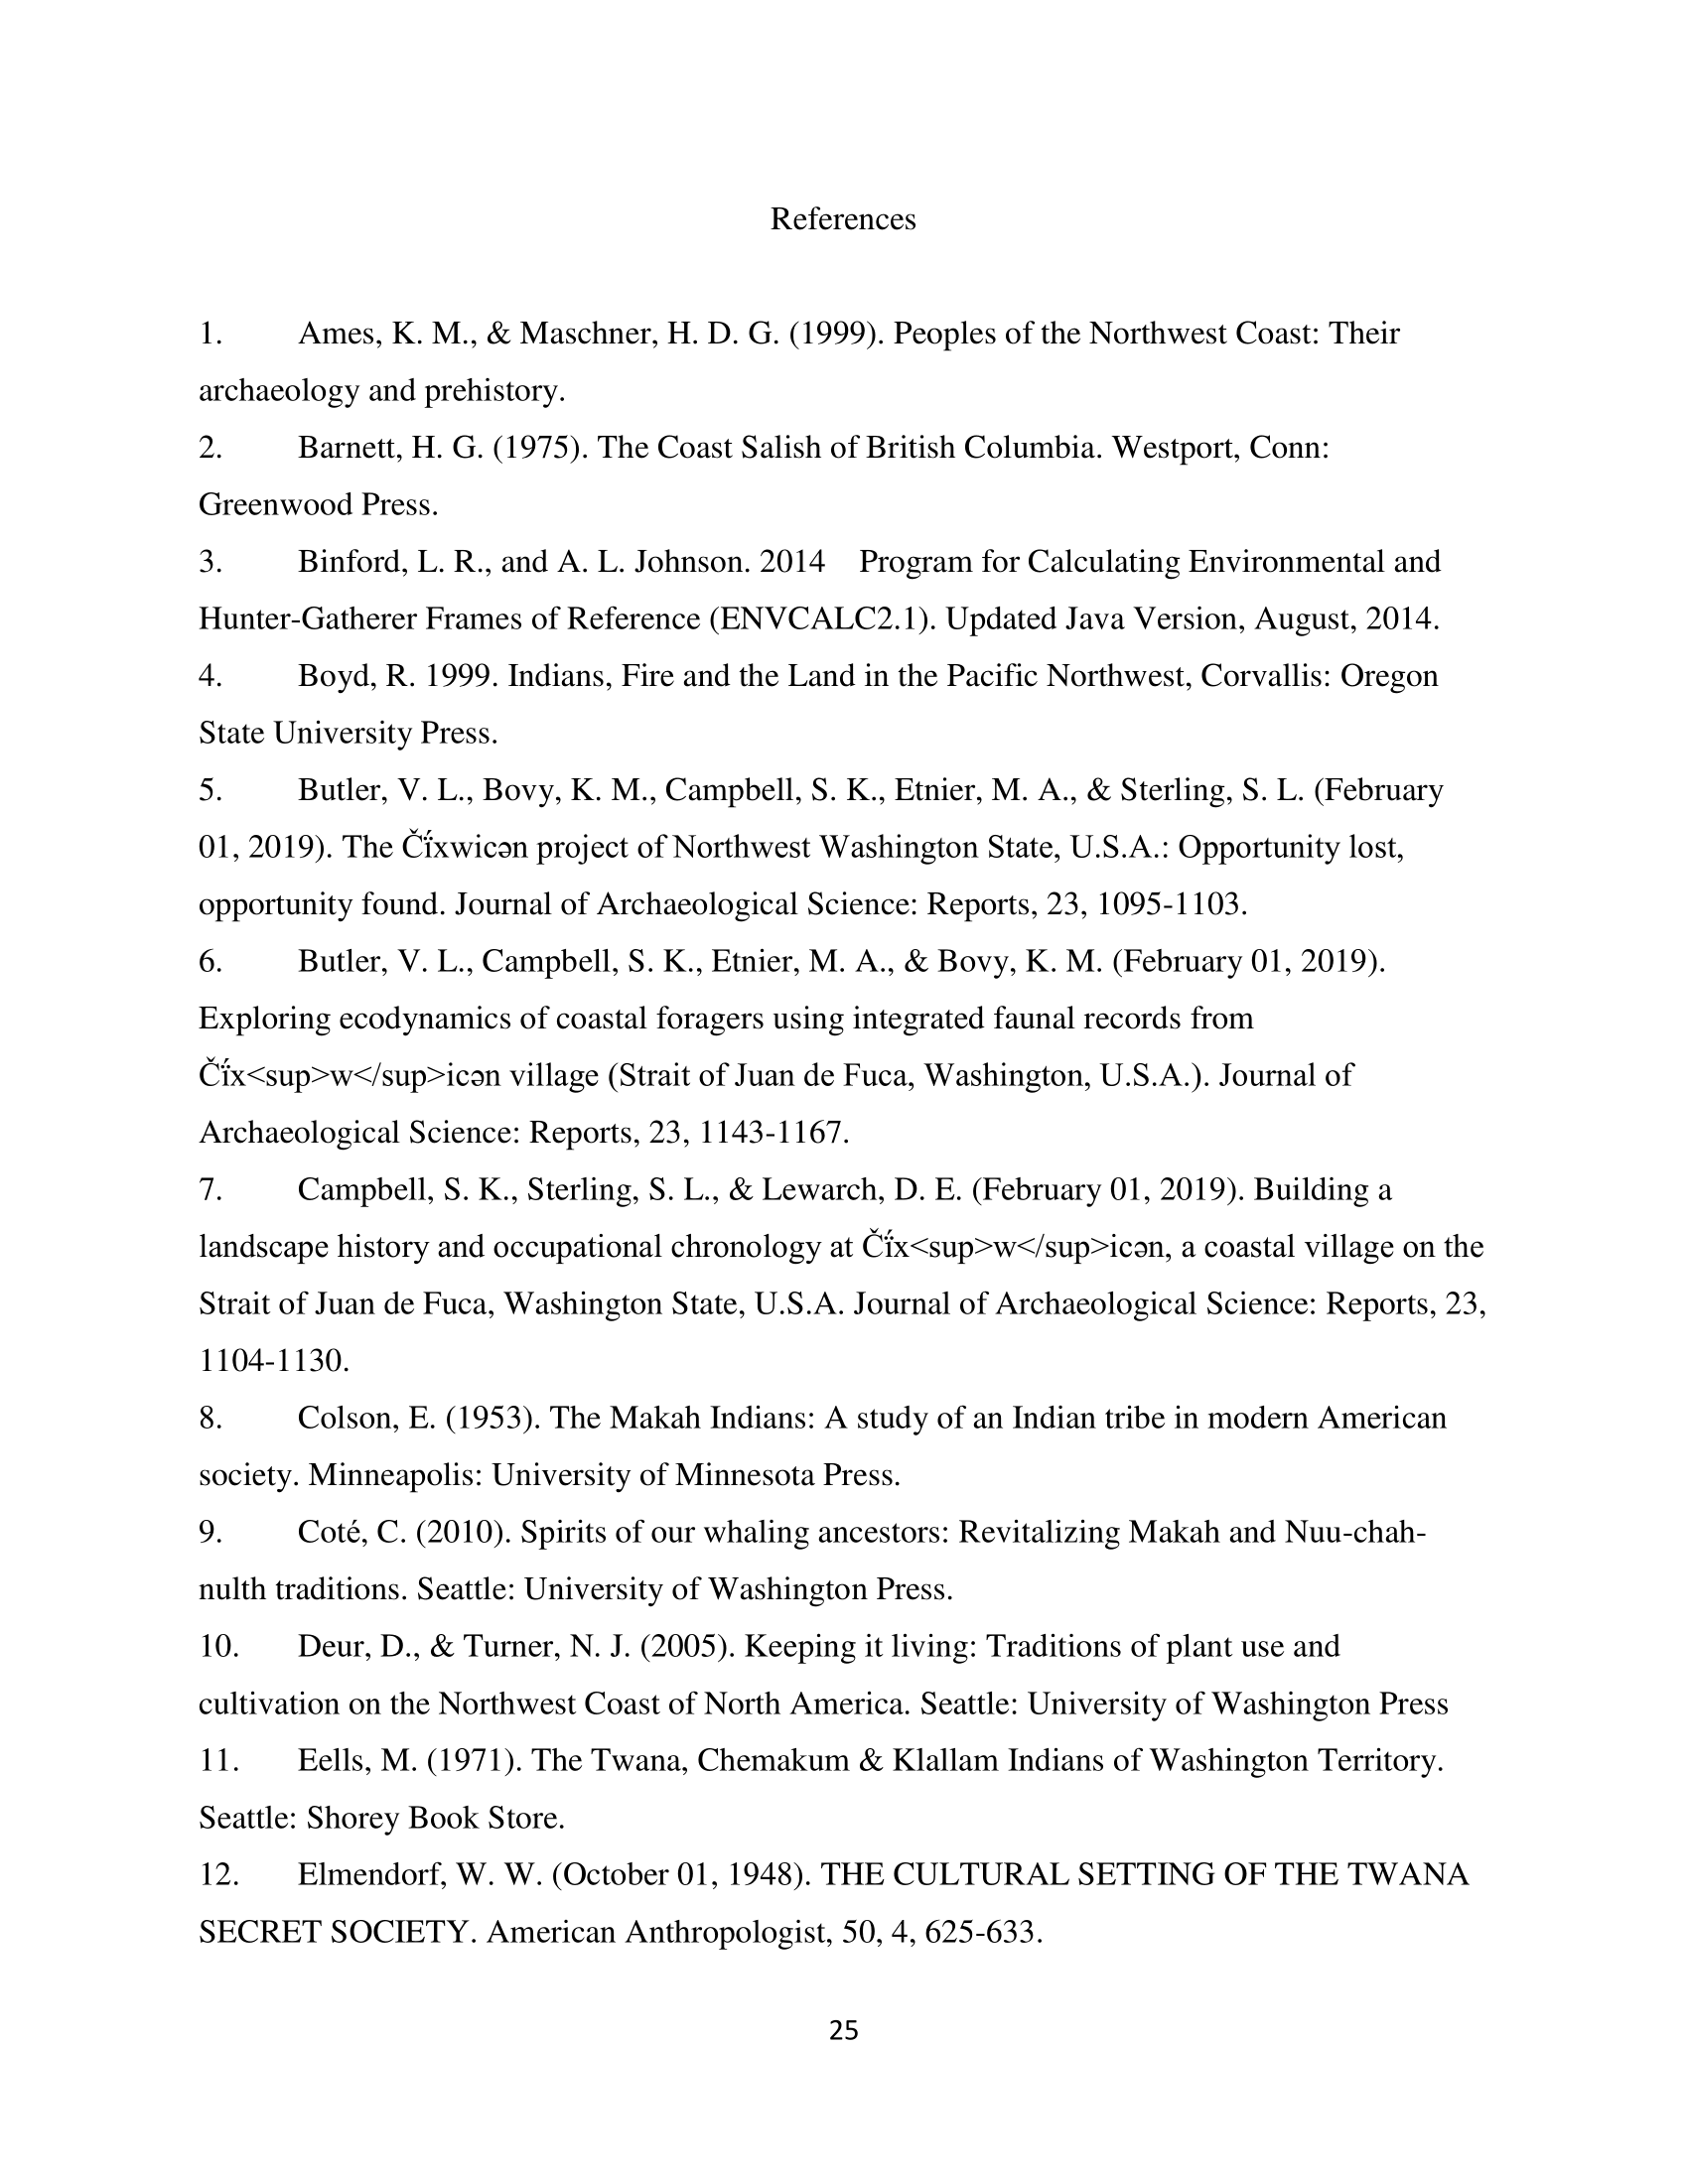 References
1. Ames, K. M., & Maschner, H. D. G. (1999). Peoples of the Northwest Coast: Their
archaeology and prehistory.
2. Barnett, H. G. (1975). The Coast Salish of British Columbia. Westport, Conn:
Greenwood Press.
3. Binford, L. R., and A. L. Johnson. 2014 Program for Calculating Environmental and
Hunter-Gatherer Frames of Reference (ENVCALC2.1). Updated Java Version, August, 2014.
4. Boyd, R. 1999. Indians, Fire and the Land in the Pacific Northwest, Corvallis: Oregon
State University Press.
5. Butler, V. L., Bovy, K. M., Campbell, S. K., Etnier, M. A., & Sterling, S. L. (February
01, 2019). The Čḯxwicən project of Northwest Washington State, U.S.A.: Opportunity lost,
opportunity found. Journal of Archaeological Science: Reports, 23, 1095-1103.
6. Butler, V. L., Campbell, S. K., Etnier, M. A., & Bovy, K. M. (February 01, 2019).
Exploring ecodynamics of coastal foragers using integrated faunal records from
Čḯx<sup>w</sup>icən village (Strait of Juan de Fuca, Washington, U.S.A.). Journal of
Archaeological Science: Reports, 23, 1143-1167.
7. Campbell, S. K., Sterling, S. L., & Lewarch, D. E. (February 01, 2019). Building a
landscape history and occupational chronology at Čḯx<sup>w</sup>icən, a coastal village on the
Strait of Juan de Fuca, Washington State, U.S.A. Journal of Archaeological Science: Reports, 23,
1104-1130.
8. Colson, E. (1953). The Makah Indians: A study of an Indian tribe in modern American
society. Minneapolis: University of Minnesota Press.
9. Coté, C. (2010). Spirits of our whaling ancestors: Revitalizing Makah and Nuu-chah-
nulth traditions. Seattle: University of Washington Press.
10. Deur, D., & Turner, N. J. (2005). Keeping it living: Traditions of plant use and
cultivation on the Northwest Coast of North America. Seattle: University of Washington Press
11. Eells, M. (1971). The Twana, Chemakum & Klallam Indians of Washington Territory.
Seattle: Shorey Book Store.
12. Elmendorf, W. W. (October 01, 1948). THE CULTURAL SETTING OF THE TWANA
SECRET SOCIETY. American Anthropologist, 50, 4, 625-633.
25